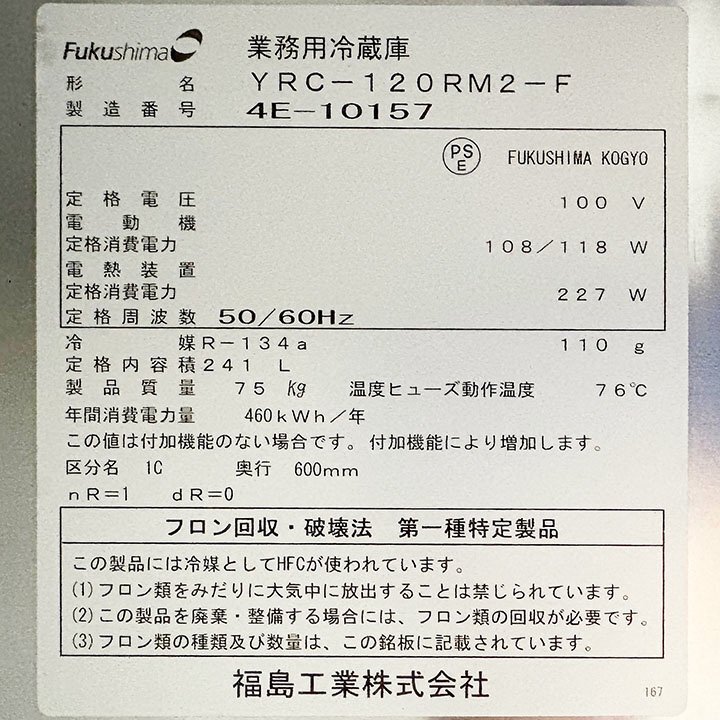 Fukushima 業務用冷蔵庫
形名 YRC-120RM2-F
製造番号 4E-10157
PSE FUKUSHIMA KOGYO
定格電圧 100 V
電動機
定格消費電力 108/118 W
電熱装置
定格消費電力 227 W
定格周波数 50/60Hz
冷媒 R-134a 110 g
定格内容積 241 L
製品質量 75 Kg 温度ヒューズ動作温度 76℃
年間消費電力量 460kWh/年
この値は付加機能のない場合です。付加機能により増加します。
区分名 1C 奥行 600mm
nR=1 dR=0
フロン回収・破壊法 第一種特定製品
この製品には冷媒としてHFCが使われています。
(1)フロン類をみだりに大気中に放出することは禁じられています。
(2)この製品を廃棄・整備する場合には、フロン類の回収が必要です。
(3)フロン類の種類及び数量は、この銘板に記載されています。
福島工業株式会社
167